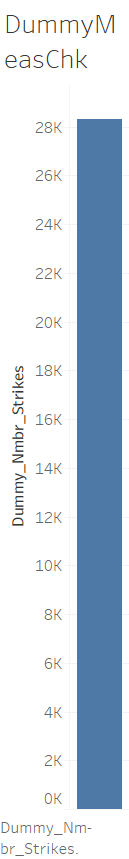 DummyM
easChk
28K
26K
24K
22K
20K
18K
16K
14K
12K
10K
8K
6K
4K
2K
0K
Dummy_Nmbr_Strikes
Dummy_Nm-
br_Strikes.